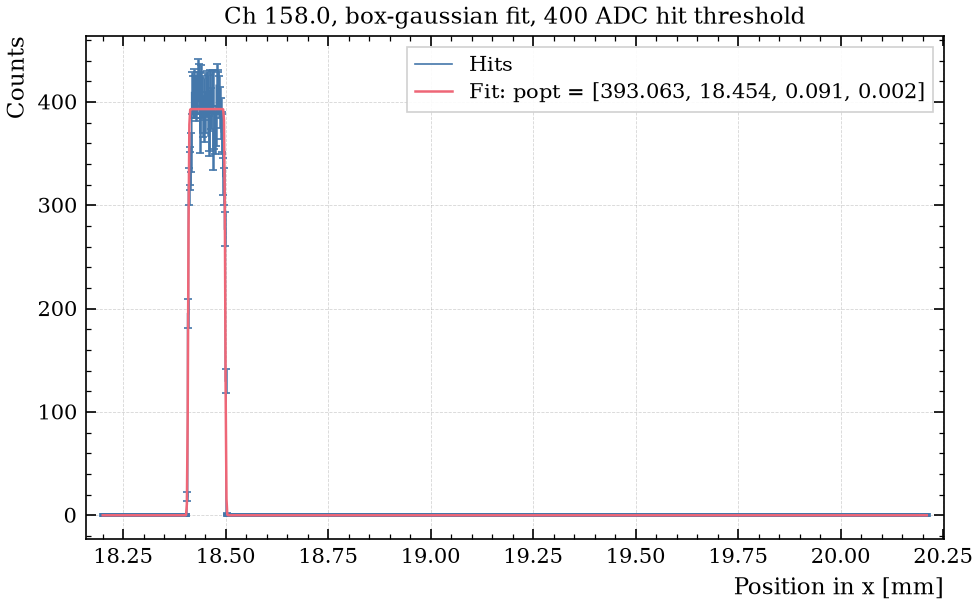 Ch 158.0, box-gaussian fit, 400 ADC hit threshold
Counts
Hits
Fit: popt = [393.063, 18.454, 0.091, 0.002]
400
300
200
100
0
18.25 18.50 18.75 19.00 19.25 19.50 19.75 20.00 20.25
Position in x [mm]